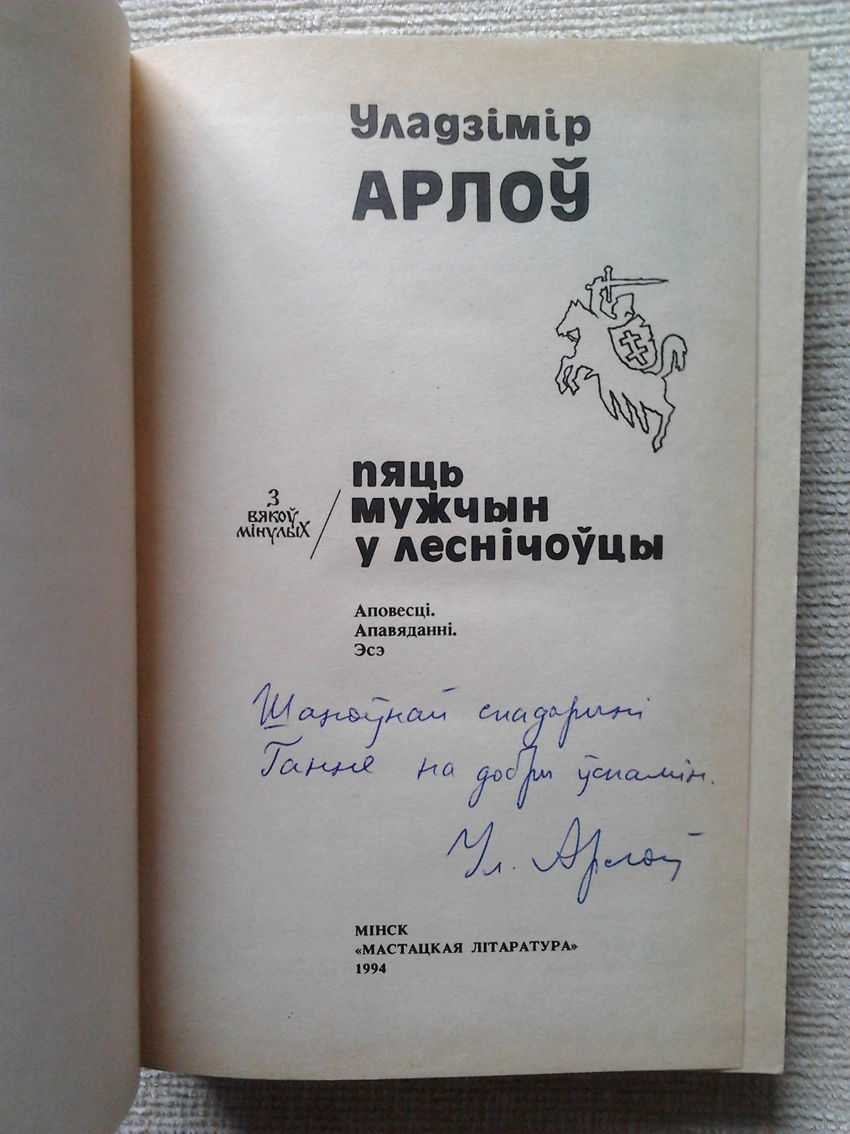 Уладзімір
АРЛОЎ
З
вякоў
мінулых
пяць
мужчын
у леснічоўцы
Аповесці.
Апавяданні.
Эсэ
Шаноўнай спадарыні
Ганне на добры ўспамін.
Ул. Арлоў
МІНСК
«МАСТАЦКАЯ ЛІТАРАТУРА»
1994